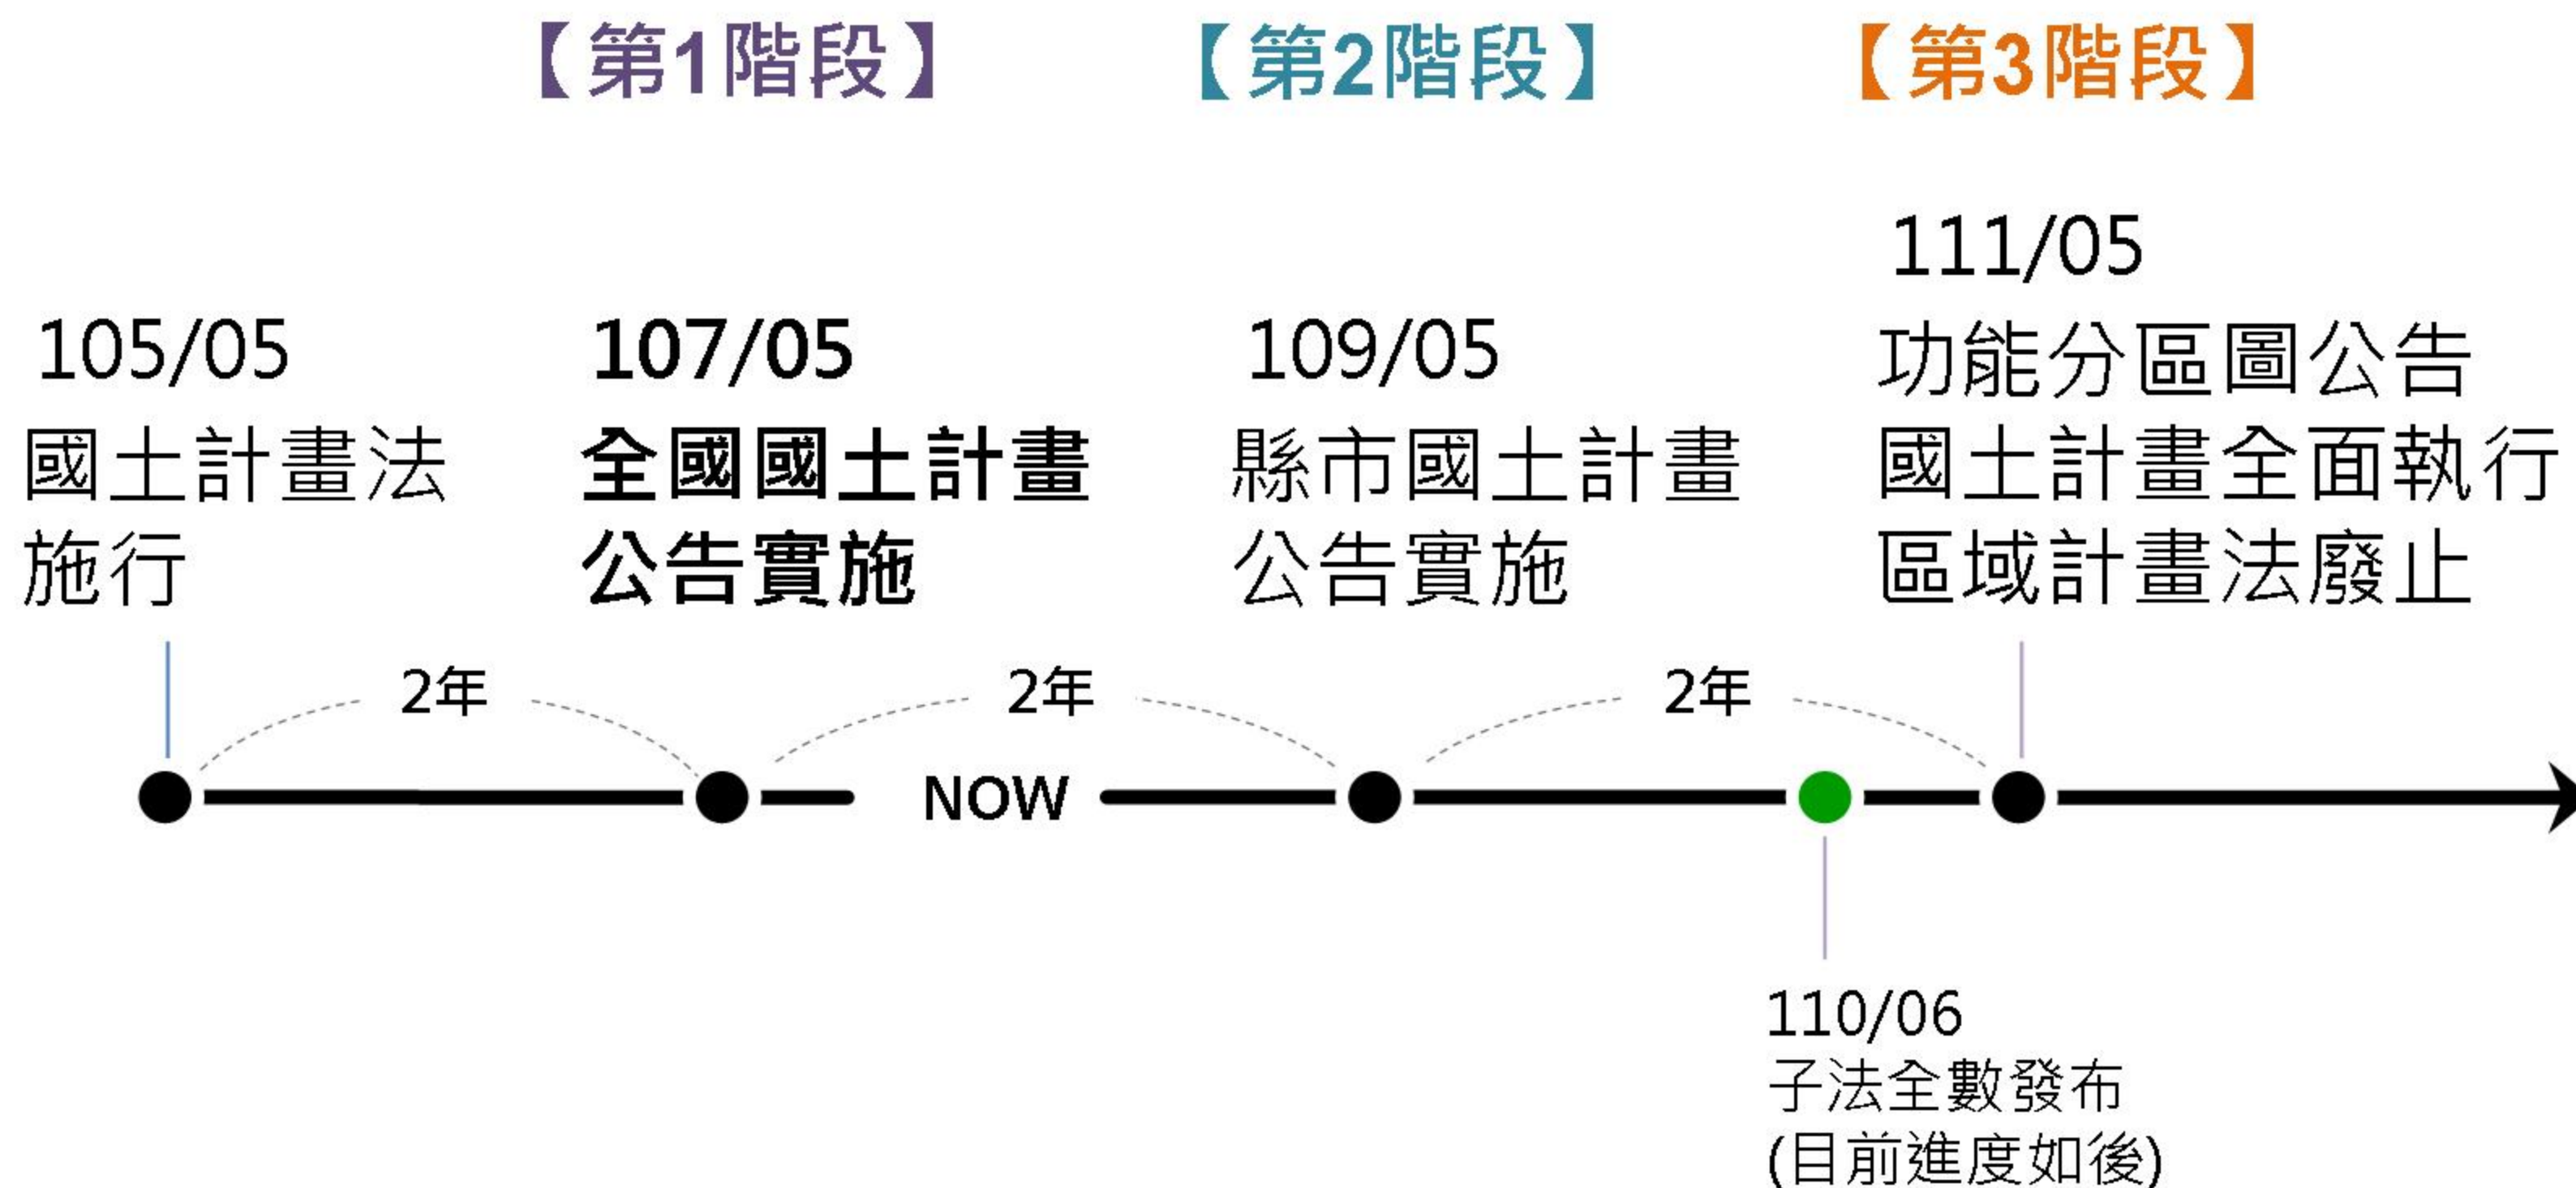 【第1階段】
【第2階段】
【第3階段】
105/05
國土計畫法
施行
107/05
全國國土計畫
公告實施
109/05
縣市國土計畫
公告實施
111/05
功能分區圖公告
國土計畫全面執行
區域計畫法廢止
2年
2年
2年
NOW
110/06
子法全數發布
(目前進度如後)